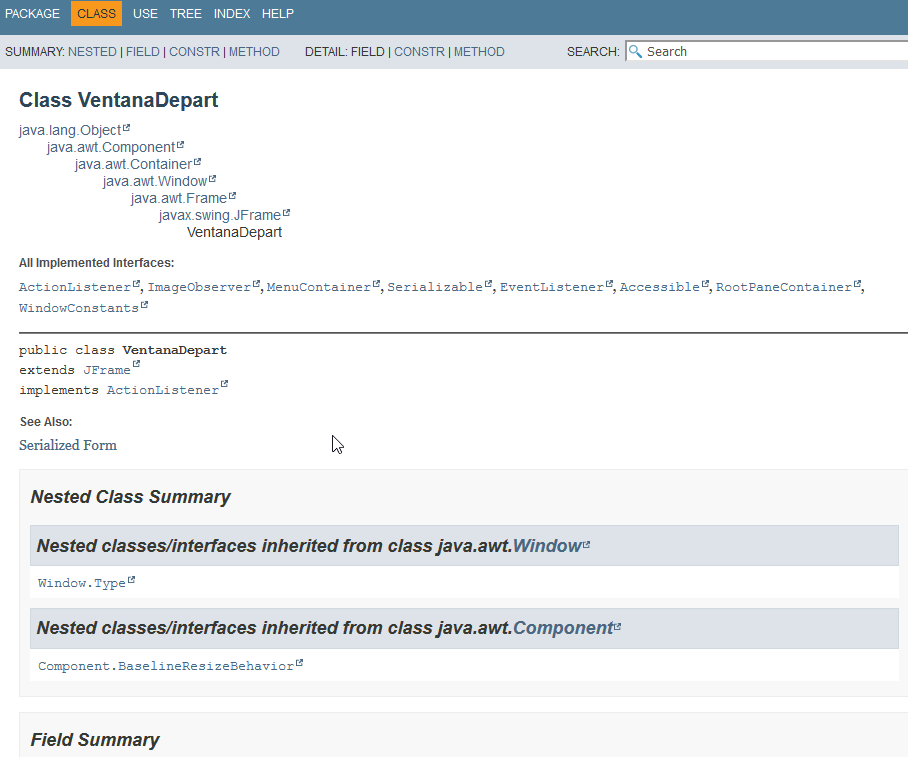 PACKAGE CLASS USE TREE INDEX HELP
SUMMARY: NESTED | FIELD | CONSTR | METHOD DETAIL: FIELD | CONSTR | METHOD SEARCH: Search
Class VentanaDepart
java.lang.Object
java.awt.Component
java.awt.Container
java.awt.Window
java.awt.Frame
javax.swing.JFrame
VentanaDepart
All Implemented Interfaces:
ActionListener, ImageObserver, MenuContainer, Serializable, EventListener, Accessible, RootPaneContainer,
WindowConstants
public class VentanaDepart
extends JFrame
implements ActionListener
See Also:
Serialized Form
Nested Class Summary
Nested classes/interfaces inherited from class java.awt.Window
Window.Type
Nested classes/interfaces inherited from class java.awt.Component
Component.BaselineResizeBehavior
Field Summary